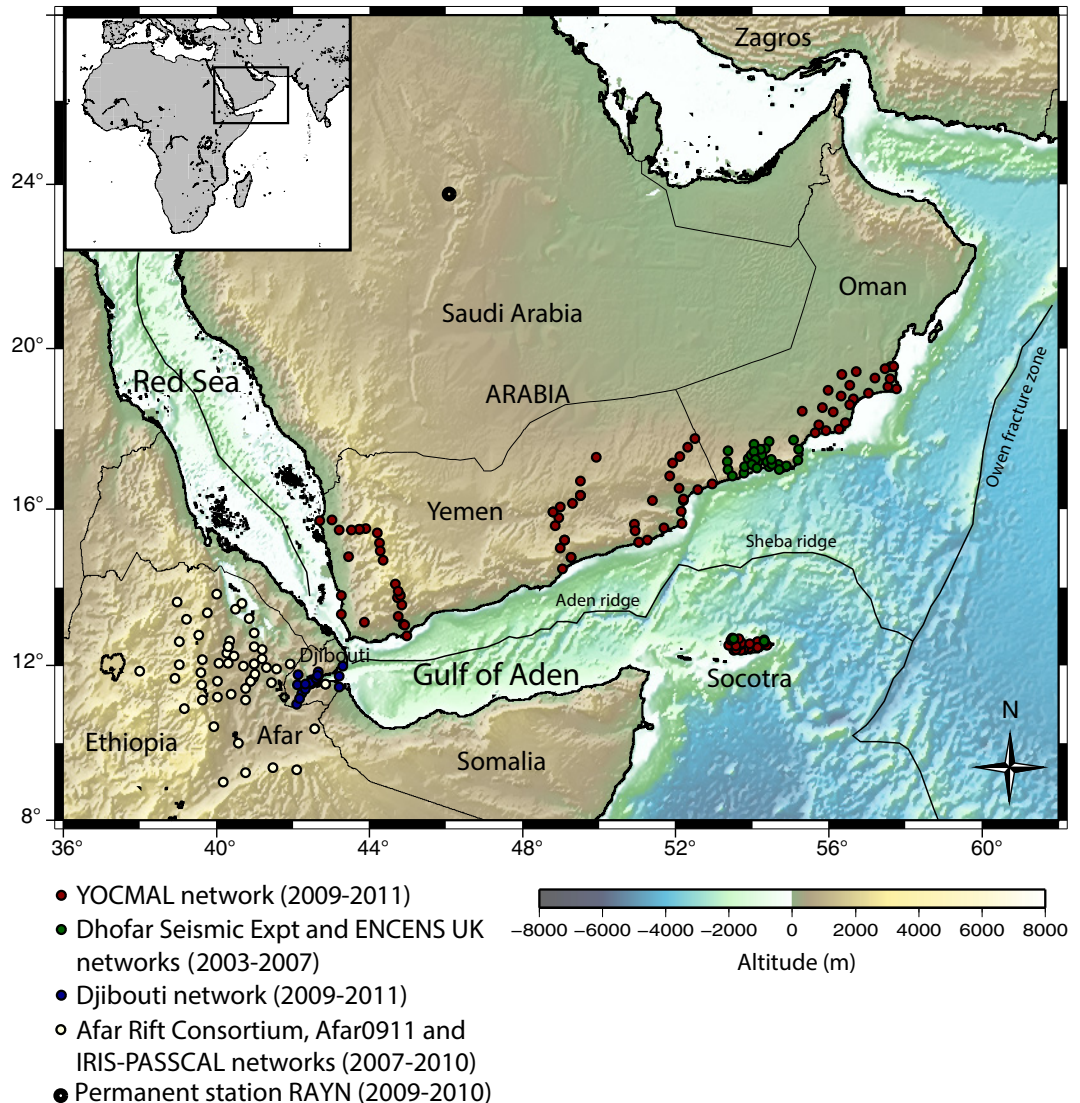 Zagros
24°
Oman
Saudi Arabia
20°
Red Sea
ARABIA
Owen fracture zone
16°
Yemen
Sheba ridge
Aden ridge
12°
Djibouti
Gulf of Aden
Socotra
N
Ethiopia
Afar
Somalia
8°
36° 40° 44° 48° 52° 56° 60°
YOCMAL network (2009-2011)
Dhofar Seismic Expt and ENCENS UK
networks (2003-2007)
Djibouti network (2009-2011)
Afar Rift Consortium, Afar0911 and
IRIS-PASSCAL networks (2007-2010)
Permanent station RAYN (2009-2010)
−8000 −6000 −4000 −2000 0 2000 4000 6000 8000
Altitude (m)